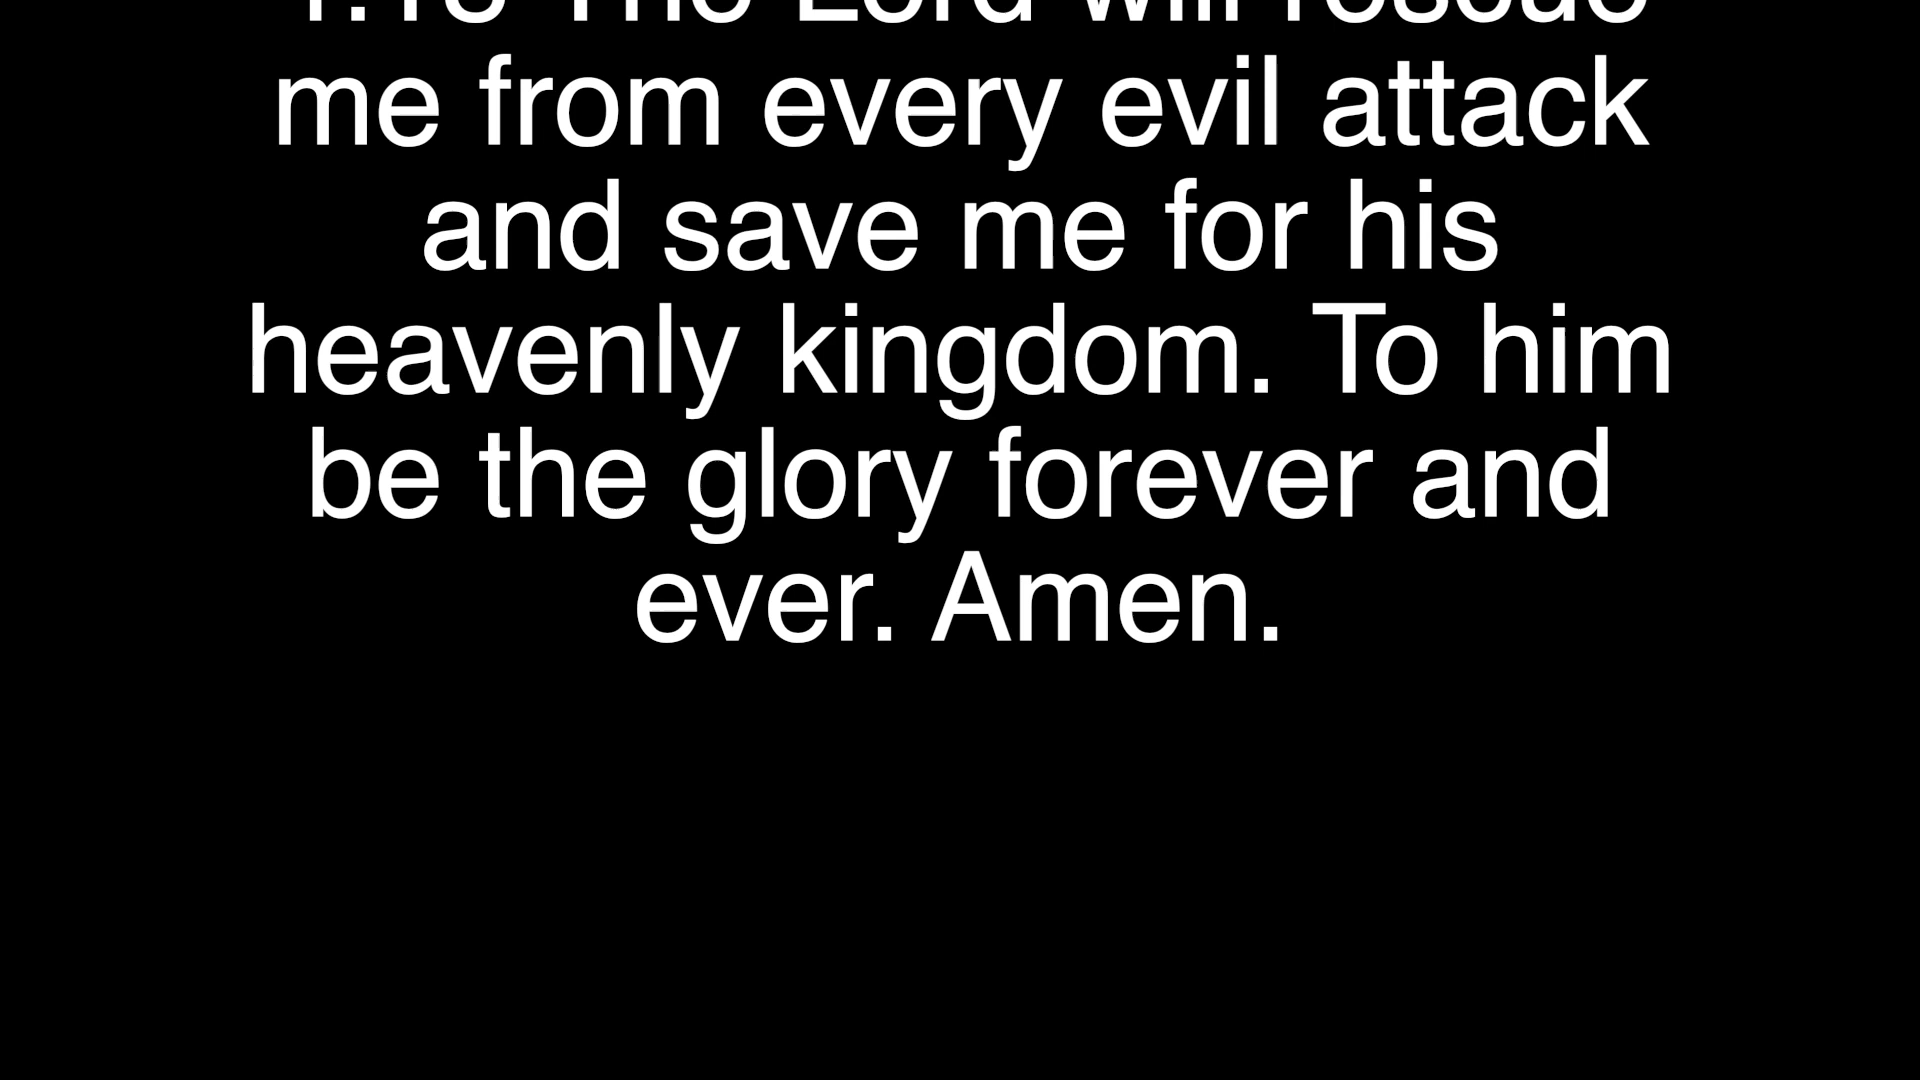 4:18 The Lord will rescue
me from every evil attack
and save me for his
heavenly kingdom. To him
be the glory forever and
ever. Amen.